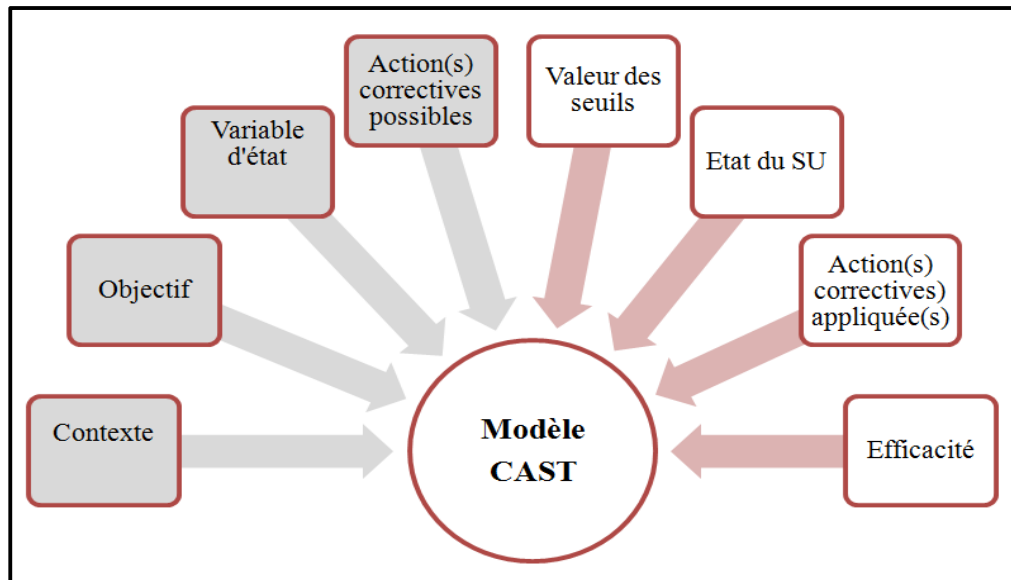 Action(s)
correctives
possibles
Valeur des
seuils
Variable
d'état
Etat du SU
Objectif
Action(s)
correctives)
appliquée(s)
Contexte
Modèle
CAST
Efficacité